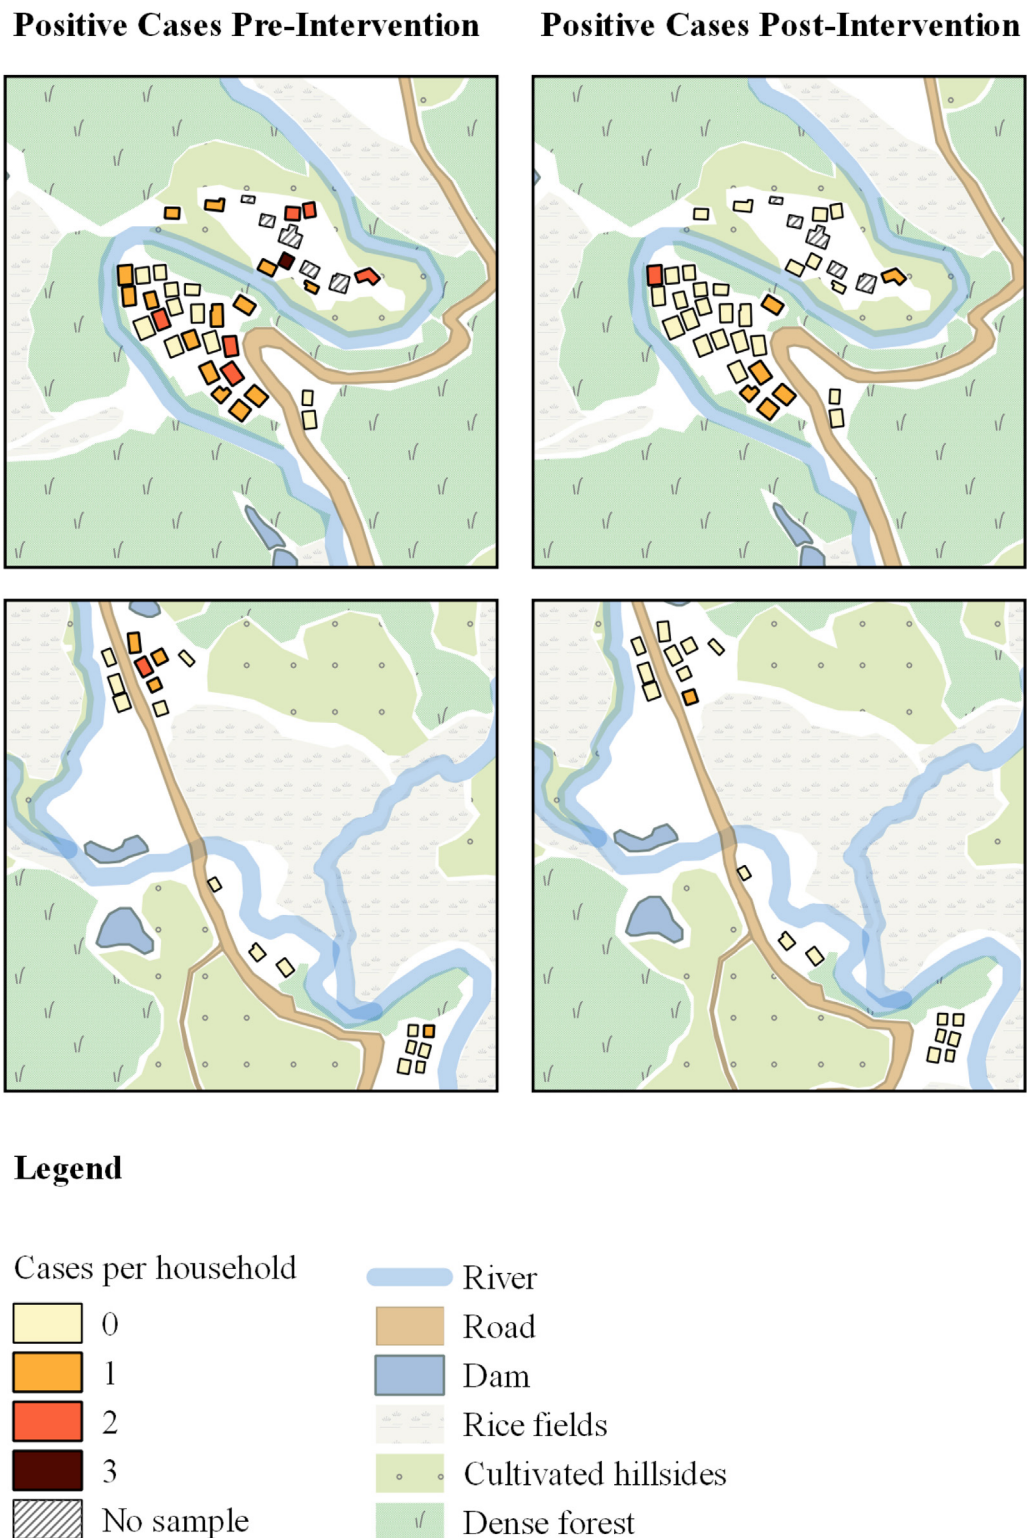 Positive Cases Pre-Intervention
Positive Cases Post-Intervention
Legend
Cases per household
0
1
2
3
No sample
River
Road
Dam
Rice fields
Cultivated hillsides
Dense forest